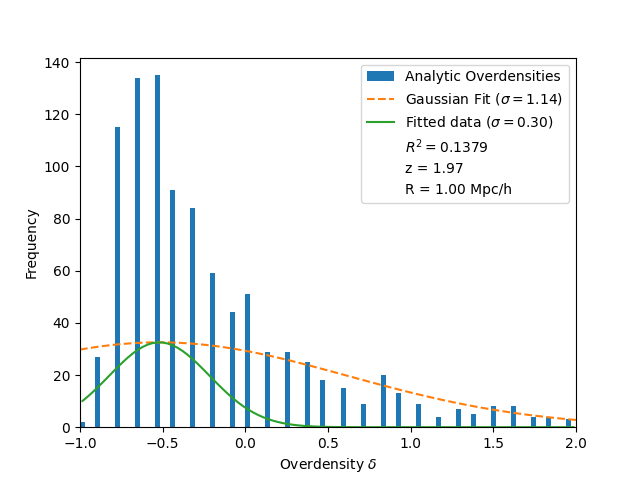 140
120
100
80
60
40
20
0
Frequency
Analytic Overdensities
Gaussian Fit (σ = 1.14)
Fitted data (σ = 0.30)
R² = 0.1379
z = 1.97
R = 1.00 Mpc/h
−1.0 −0.5 0.0 0.5 1.0 1.5 2.0
Overdensity δ